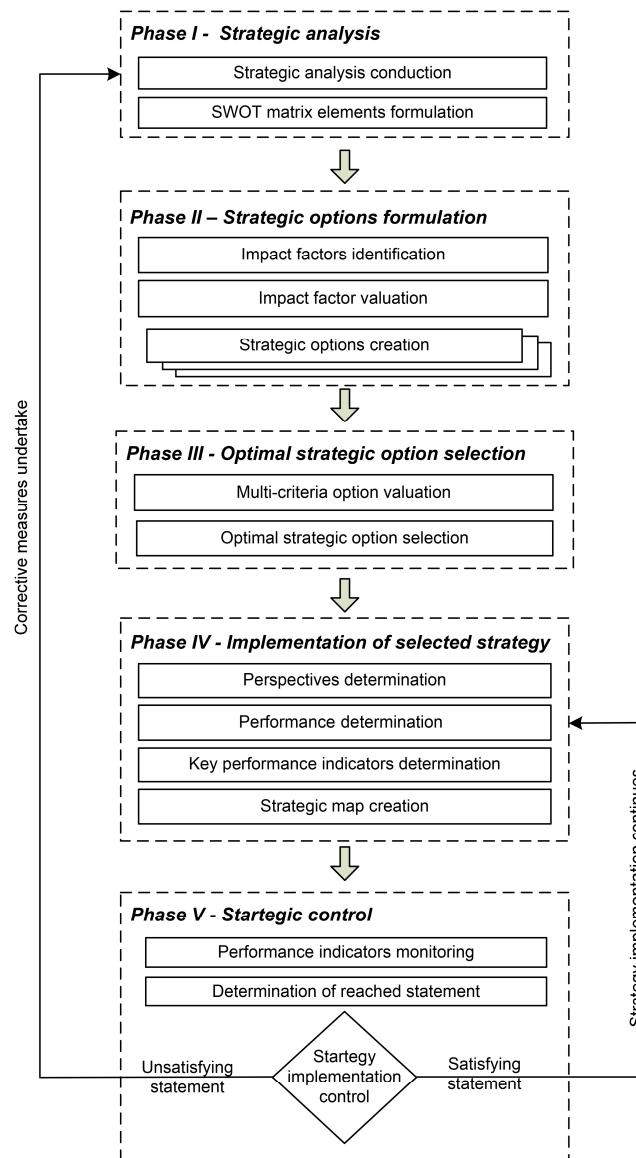 Phase I - Strategic analysis
Strategic analysis conduction
SWOT matrix elements formulation
Phase II – Strategic options formulation
Impact factors identification
Impact factor valuation
Strategic options creation
Phase III - Optimal strategic option selection
Multi-criteria option valuation
Optimal strategic option selection
Phase IV - Implementation of selected strategy
Perspectives determination
Performance determination
Key performance indicators determination
Strategic map creation
Phase V - Startegic control
Performance indicators monitoring
Determination of reached statement
Startegy
implementation
control
Unsatisfying
statement
Satisfying
statement
Corrective measures undertake
Strategy implementation continues